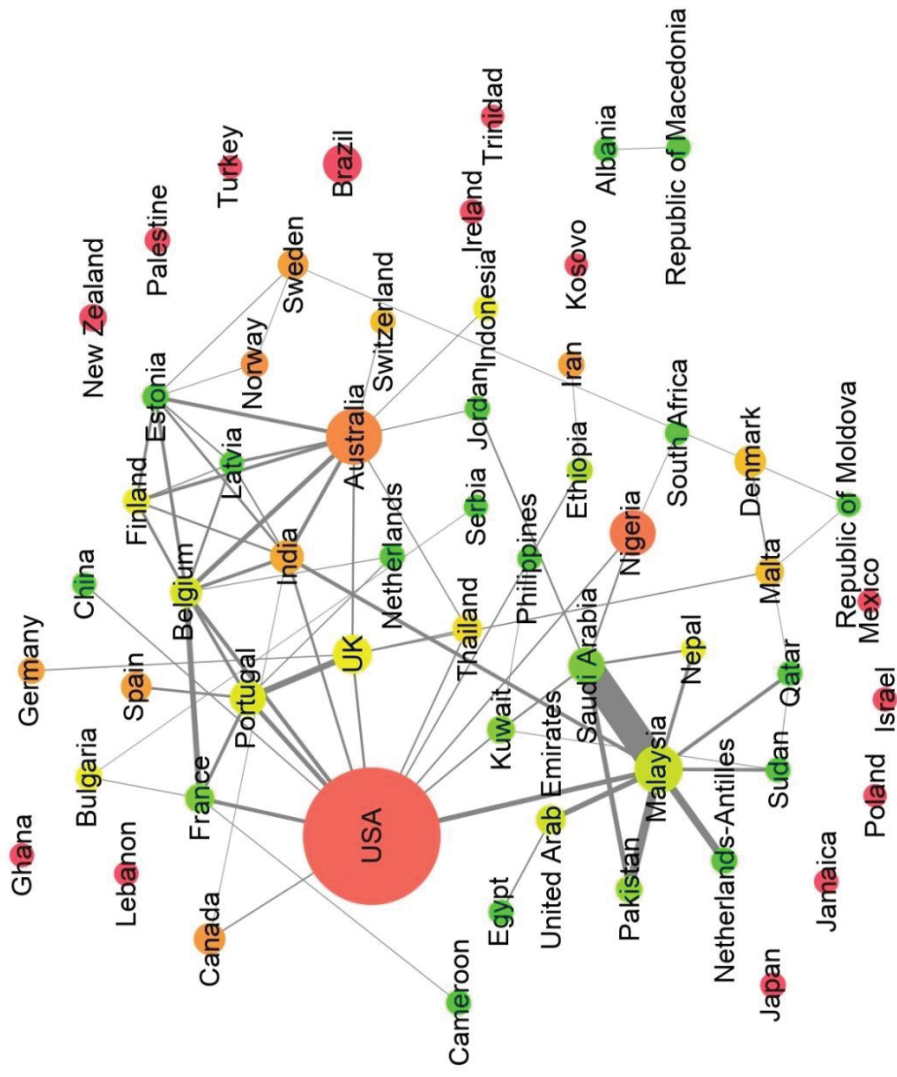 New Zealand
Palestine
Turkey
Brazil
Trinidad
Ireland
Kosovo
Albania
Republic of Macedonia
Sweden
Norway
Switzerland
Indonesia
Estonia
Finland
Latvia
Australia
Jordan
Iran
South Africa
Denmark
Republic of Moldova
Serbia
Ethiopia
China
Belgium
India
Netherlands
Philippines
Nigeria
Malta
Mexico
Germany
Spain
Portugal
UK
Thailand
Saudi Arabia
Nepal
Qatar
Israel
Bulgaria
France
Kuwait
Malaysia
Sudan
Poland
Ghana
Lebanon
Canada
USA
Egypt
United Arab Emirates
Pakistan
Netherlands-Antilles
Jamaica
Cameroon
Japan